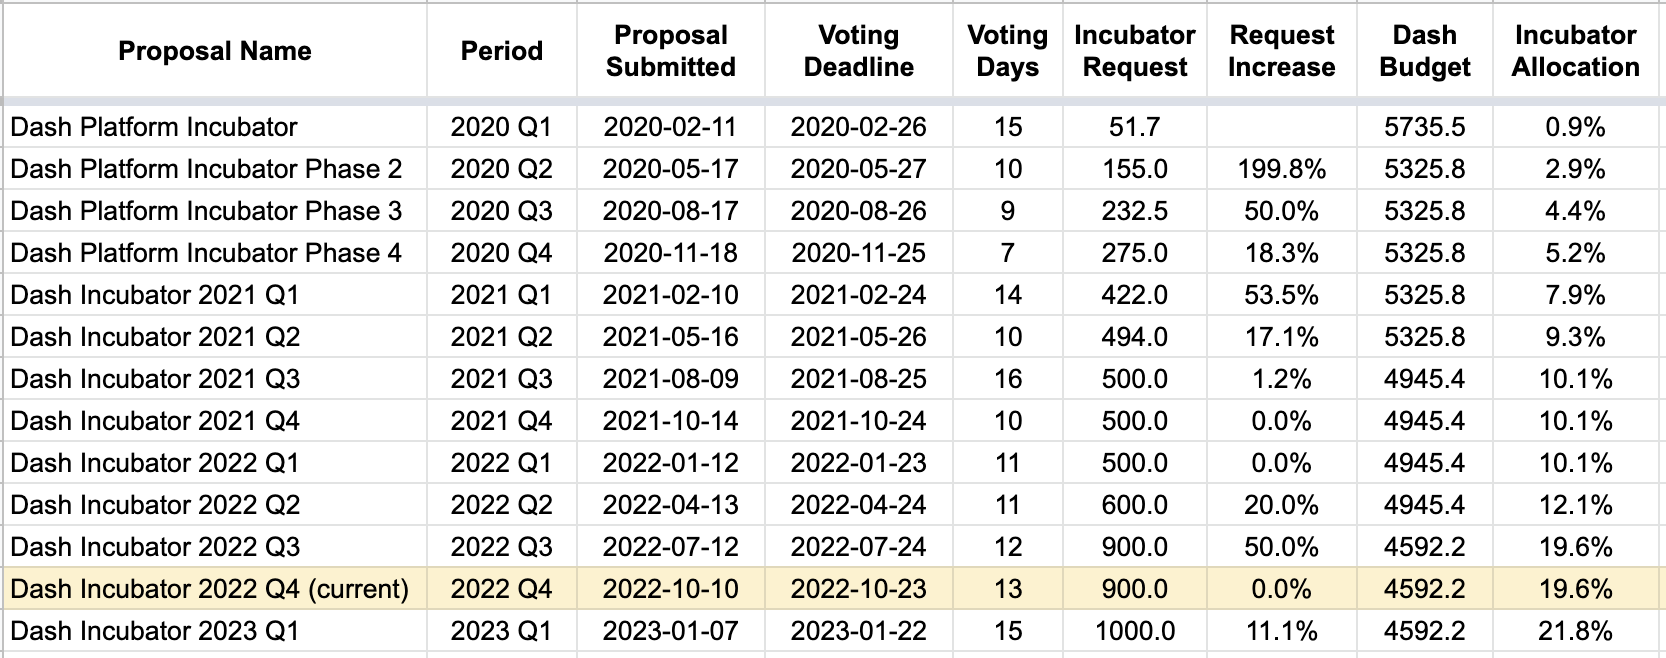 Proposal Name Period Proposal Submitted Voting Deadline Voting Days Incubator Request Request Increase Dash Budget Incubator Allocation
Dash Platform Incubator 2020 Q1 2020-02-11 2020-02-26 15 51.7 5735.5 0.9%
Dash Platform Incubator Phase 2 2020 Q2 2020-05-17 2020-05-27 10 155.0 199.8% 5325.8 2.9%
Dash Platform Incubator Phase 3 2020 Q3 2020-08-17 2020-08-26 9 232.5 50.0% 5325.8 4.4%
Dash Platform Incubator Phase 4 2020 Q4 2020-11-18 2020-11-25 7 275.0 18.3% 5325.8 5.2%
Dash Incubator 2021 Q1 2021 Q1 2021-02-10 2021-02-24 14 422.0 53.5% 5325.8 7.9%
Dash Incubator 2021 Q2 2021 Q2 2021-05-16 2021-05-26 10 494.0 17.1% 5325.8 9.3%
Dash Incubator 2021 Q3 2021 Q3 2021-08-09 2021-08-25 16 500.0 1.2% 4945.4 10.1%
Dash Incubator 2021 Q4 2021 Q4 2021-10-14 2021-10-24 10 500.0 0.0% 4945.4 10.1%
Dash Incubator 2022 Q1 2022 Q1 2022-01-12 2022-01-23 11 500.0 0.0% 4945.4 10.1%
Dash Incubator 2022 Q2 2022 Q2 2022-04-13 2022-04-24 11 600.0 20.0% 4945.4 12.1%
Dash Incubator 2022 Q3 2022 Q3 2022-07-12 2022-07-24 12 900.0 50.0% 4592.2 19.6%
Dash Incubator 2022 Q4 (current) 2022 Q4 2022-10-10 2022-10-23 13 900.0 0.0% 4592.2 19.6%
Dash Incubator 2023 Q1 2023 Q1 2023-01-07 2023-01-22 15 1000.0 11.1% 4592.2 21.8%